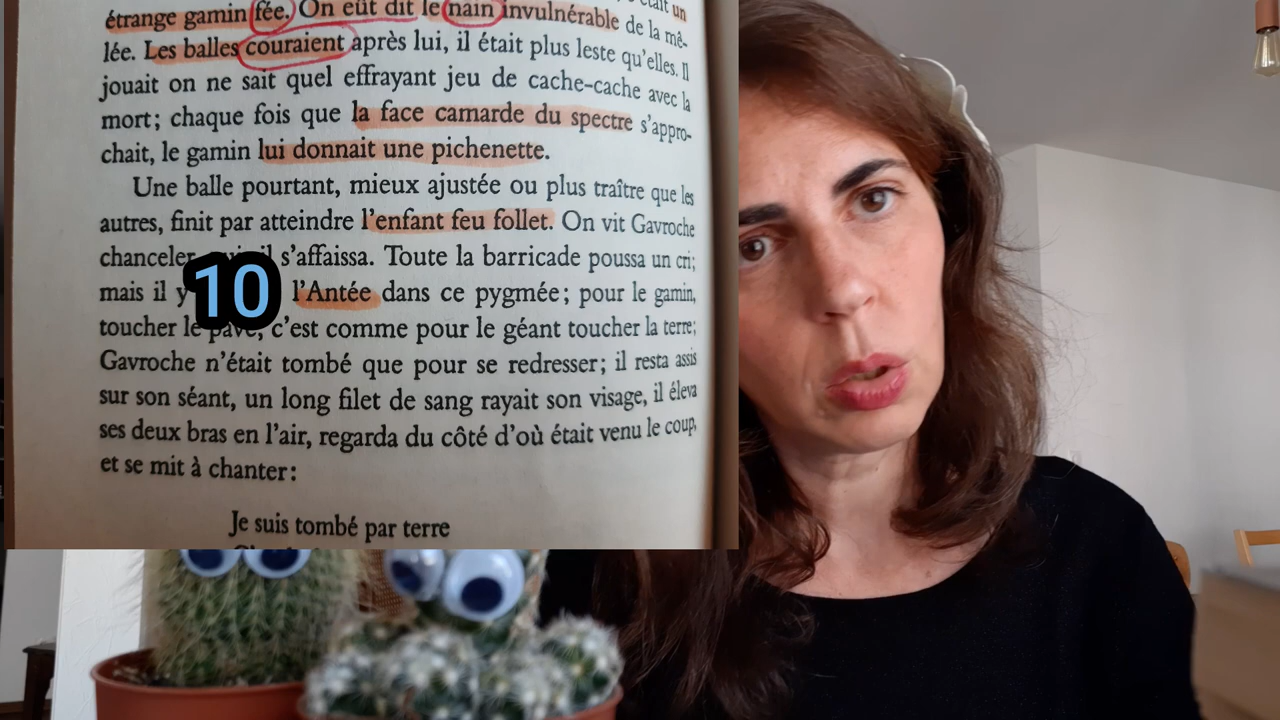 étrange gamin fée. On eût dit le nain invulnérable de la mê-
lée. Les balles couraient après lui, il était plus leste qu'elles. Il
jouait on ne sait quel effrayant jeu de cache-cache avec la
mort; chaque fois que la face camarde du spectre s'appro-
chait, le gamin lui donnait une pichenette.
Une balle pourtant, mieux ajustée ou plus traître que les
autres, finit par atteindre l'enfant feu follet. On vit Gavroche
chanceler, il s'affaissa. Toute la barricade poussa un cri;
mais il y l'Antée dans ce pygmée; pour le gamin,
10
toucher le pavé, c'est comme pour le géant toucher la terre;
Gavroche n'était tombé que pour se redresser; il resta assis
sur son séant, un long filet de sang rayait son visage, il éleva
ses deux bras en l'air, regarda du côté d'où était venu le coup,
et se mit à chanter:
Je suis tombé par terre